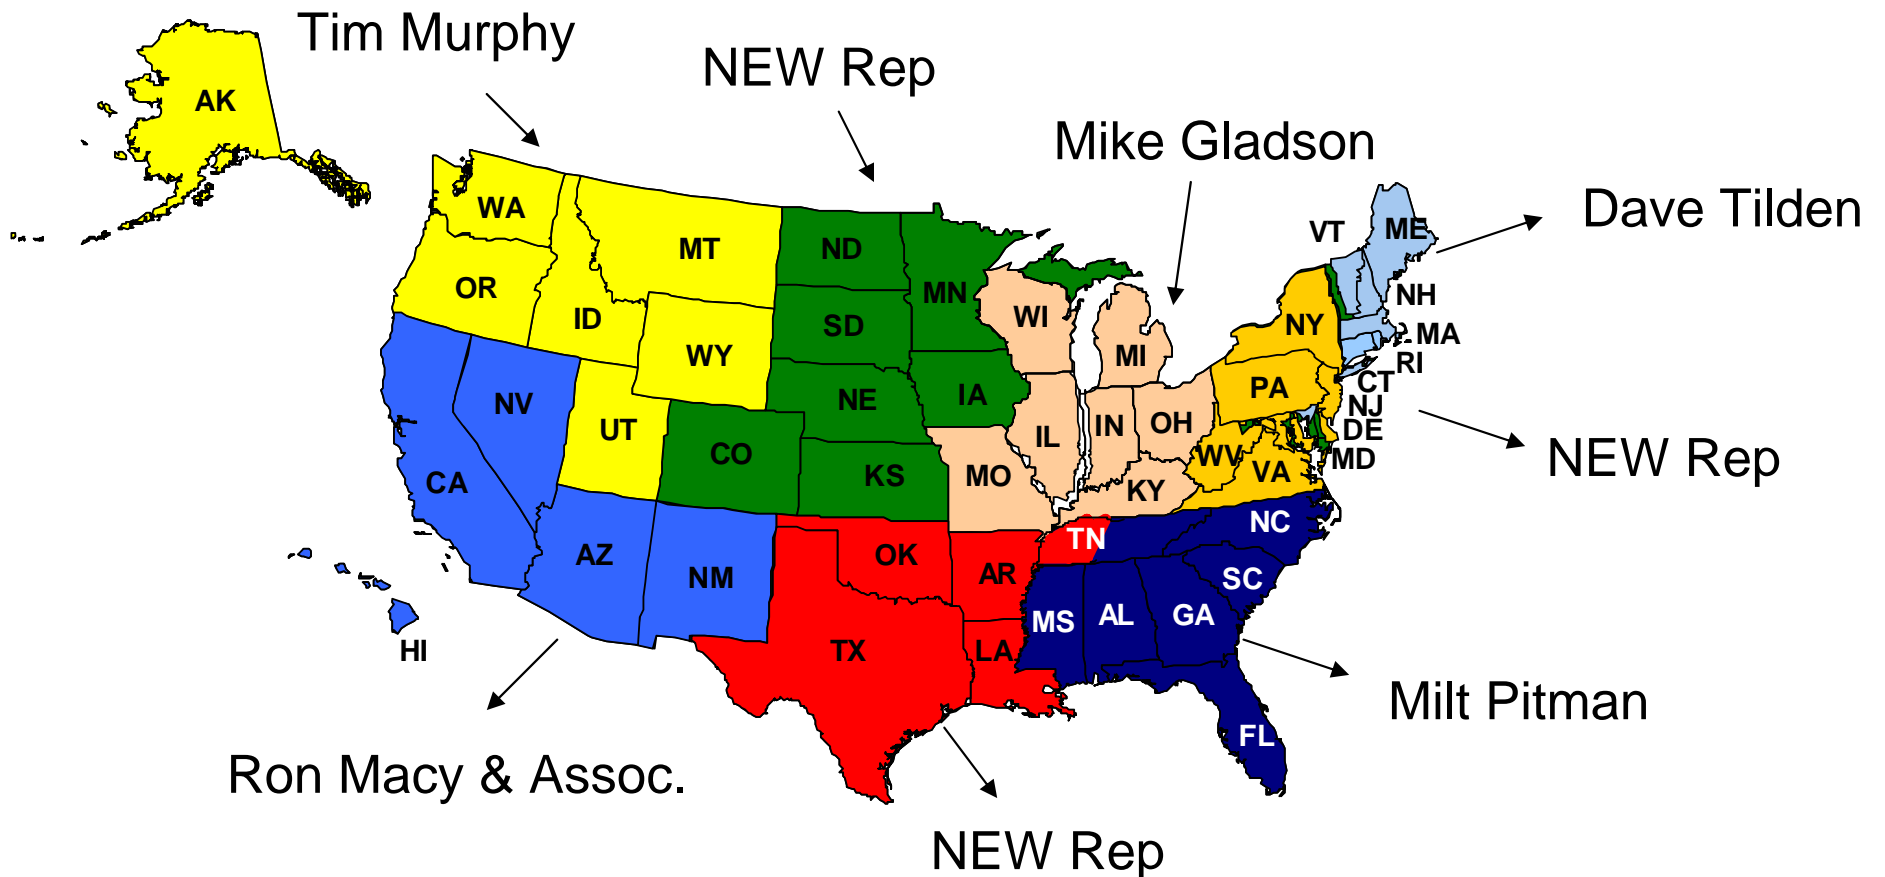 Tim Murphy
NEW Rep
AK
Mike Gladson
Dave Tilden
WA
VT
ME
MT
ND
OR
MN
NH
ID
SD
WI
NY
MA
WY
MI
RI
CT
NV
NE
IA
PA
NJ
UT
IL
IN
OH
DE
CO
WV
MD
NEW Rep
CA
KS
MO
KY
VA
AZ
NM
OK
AR
TN
NC
SC
HI
TX
LA
MS
AL
GA
Milt Pitman
FL
Ron Macy & Assoc.
NEW Rep